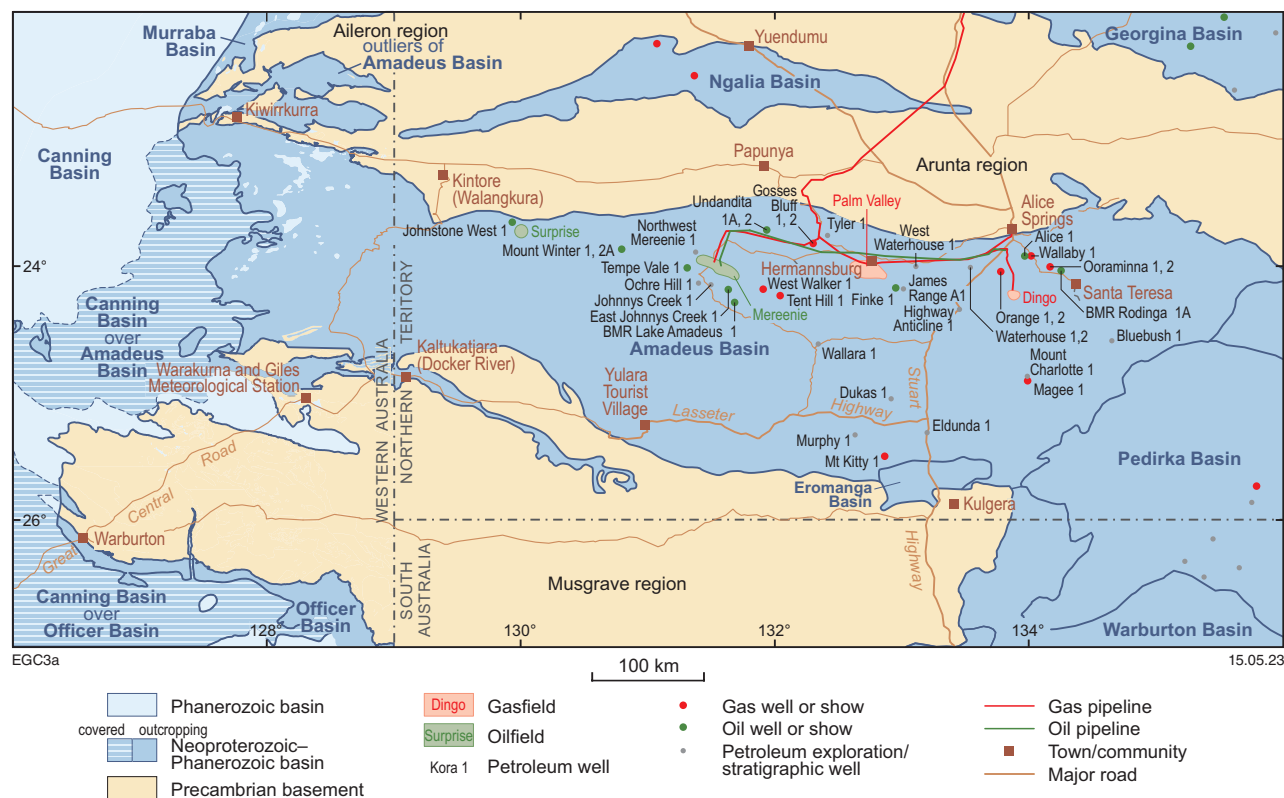 Murraba
Basin
Aileron region
outliers of
Amadeus Basin
Yuendumu
Georgina Basin
Ngalia Basin
Kiwirrkurra
Canning
Basin
Papunya
Arunta region
Kintore
(Walangkura)
Gosses
Bluff
1, 2
Undandita
1A, 2
Palm Valley
Alice
Springs
Johnstone West 1
Surprise
Northwest
Mereenie 1
Tyler 1
West
Waterhouse 1
Alice 1
Wallaby 1
Mount Winter 1, 2A
24°
Tempe Vale 1
Hermannsburg
Ooraminna 1, 2
Ochre Hill 1
West Walker 1
James
Range A1
Santa Teresa
Johnnys Creek 1
Tent Hill 1
Finke 1
Dingo
East Johnnys Creek 1
Mereenie
Highway
Anticline 1
Orange 1, 2
BMR Rodinga 1A
BMR Lake Amadeus 1
Waterhouse 1,2
Bluebush 1
Canning
Basin
over
Amadeus
Basin
Amadeus Basin
WESTERN AUSTRALIA
NORTHERN TERRITORY
Kaltukatjara
(Docker River)
Wallara 1
Mount
Charlotte 1
Magee 1
Warakurna and Giles
Meteorological Station
Yulara
Tourist
Village
Dukas 1
Stuart
Lasseter
Highway
Murphy 1
Eldunda 1
Mt Kitty 1
Pedirka Basin
Great
Central
Road
Eromanga
Basin
Kulgera
26°
Warburton
Highway
SOUTH
AUSTRALIA
Musgrave region
Canning Basin
over
Officer Basin
Officer
Basin
Warburton Basin
128°
130°
132°
134°
EGC3a
15.05.23
100 km
Phanerozoic basin
covered
outcropping
Neoproterozoic–
Phanerozoic basin
Precambrian basement
Dingo
Gasfield
Surprise
Oilfield
Kora 1
Petroleum well
Gas well or show
Oil well or show
Petroleum exploration/
stratigraphic well
Gas pipeline
Oil pipeline
Town/community
Major road